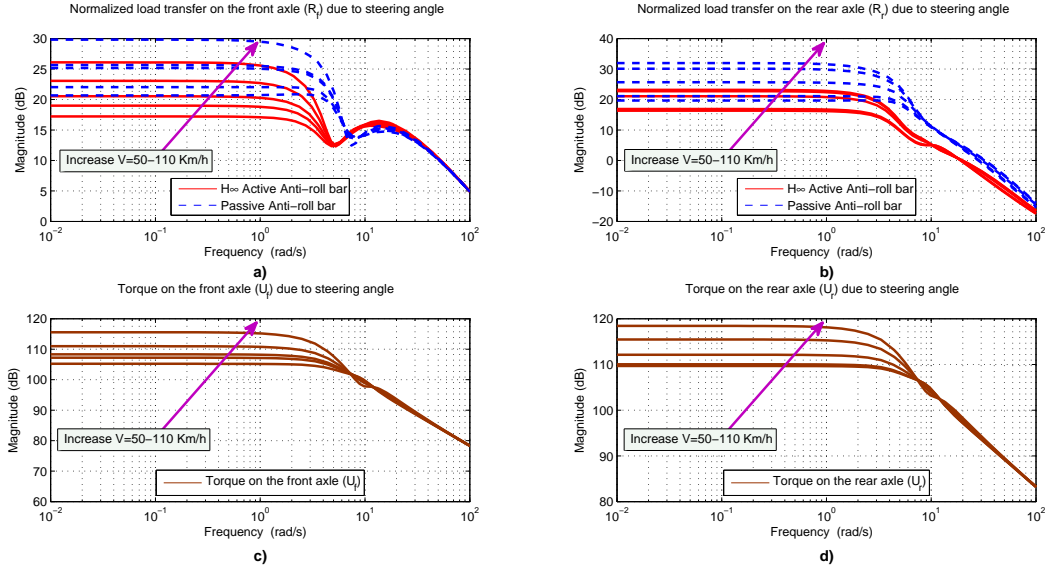 Normalized load transfer on the front axle (R_f) due to steering angle
30
25
20
15
10
5
0
Magnitude (dB)
Increase V=50−110 Km/h
H∞ Active Anti-roll bar
Passive Anti-roll bar
10^−2 10^−1 10^0 10^1 10^2
Frequency (rad/s)
a)
Normalized load transfer on the rear axle (R_r) due to steering angle
40
30
20
10
0
−10
−20
Magnitude (dB)
Increase V=50−110 Km/h
H∞ Active Anti-roll bar
Passive Anti-roll bar
10^−2 10^−1 10^0 10^1 10^2
Frequency (rad/s)
b)
Torque on the front axle (U_f) due to steering angle
120
110
100
90
80
70
60
Magnitude (dB)
Increase V=50−110 Km/h
Torque on the front axle (U_f)
10^−2 10^−1 10^0 10^1 10^2
Frequency (rad/s)
c)
Torque on the rear axle (U_r) due to steering angle
120
110
100
90
80
Magnitude (dB)
Increase V=50−110 Km/h
Torque on the rear axle (U_r)
10^−2 10^−1 10^0 10^1 10^2
Frequency (rad/s)
d)